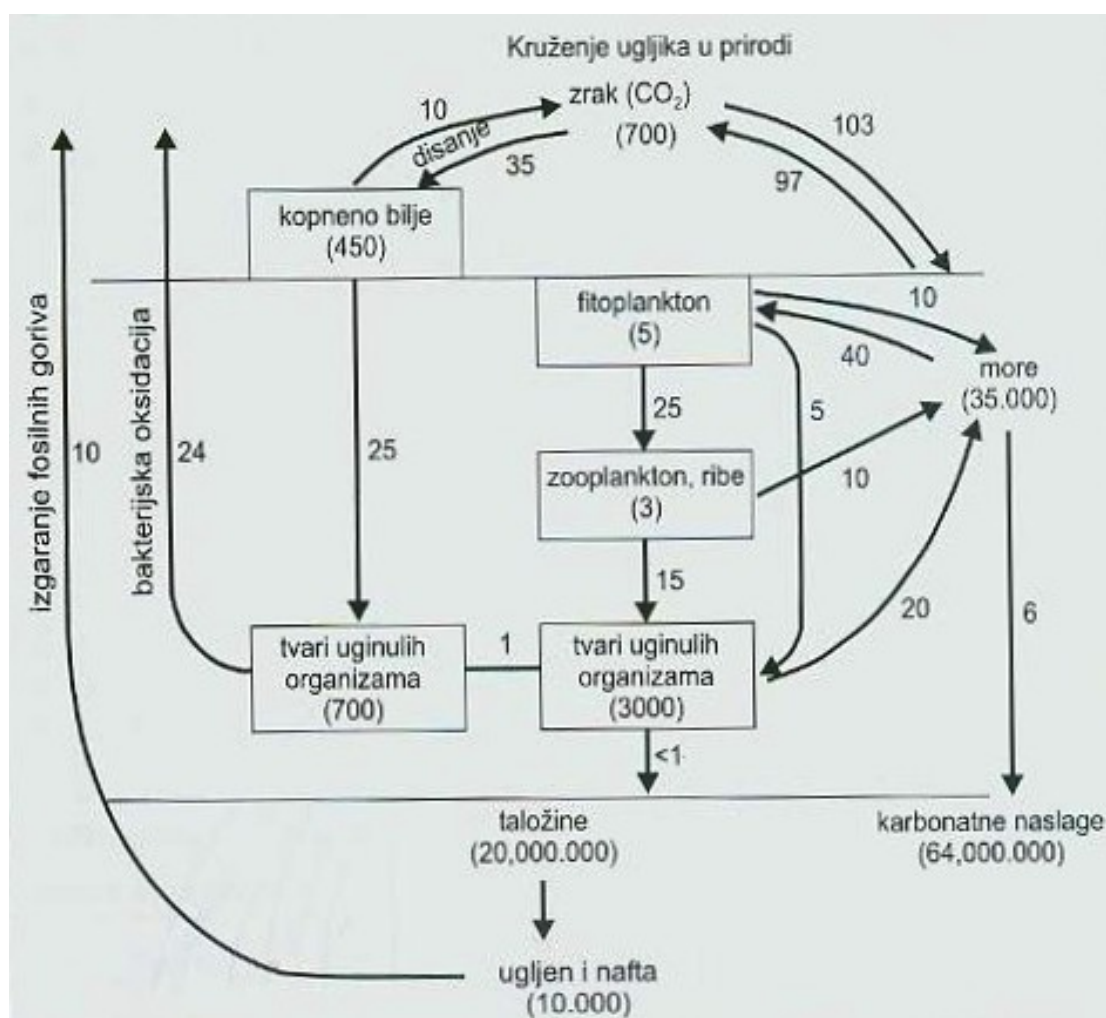 Kruženje ugljika u prirodi
zrak (CO₂)
(700)
10
disanje
35
103
97
kopneno bilje
(450)
fitoplankton
(5)
10
40
more
(35.000)
izgaranje fosilnih goriva
10
bakterijska oksidacija
24
25
25
5
zooplankton, ribe
(3)
10
15
20
6
tvari uginulih
organizama
(700)
1
tvari uginulih
organizama
(3000)
<1
taložine
(20,000.000)
karbonatne naslage
(64,000.000)
ugljen i nafta
(10.000)